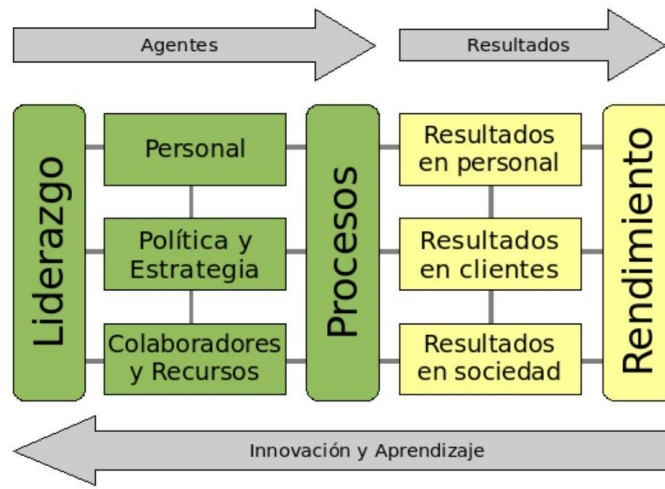 Agentes
Resultados
Liderazgo
Personal
Política y
Estrategia
Colaboradores
y Recursos
Procesos
Resultados
en personal
Resultados
en clientes
Resultados
en sociedad
Rendimiento
Innovación y Aprendizaje